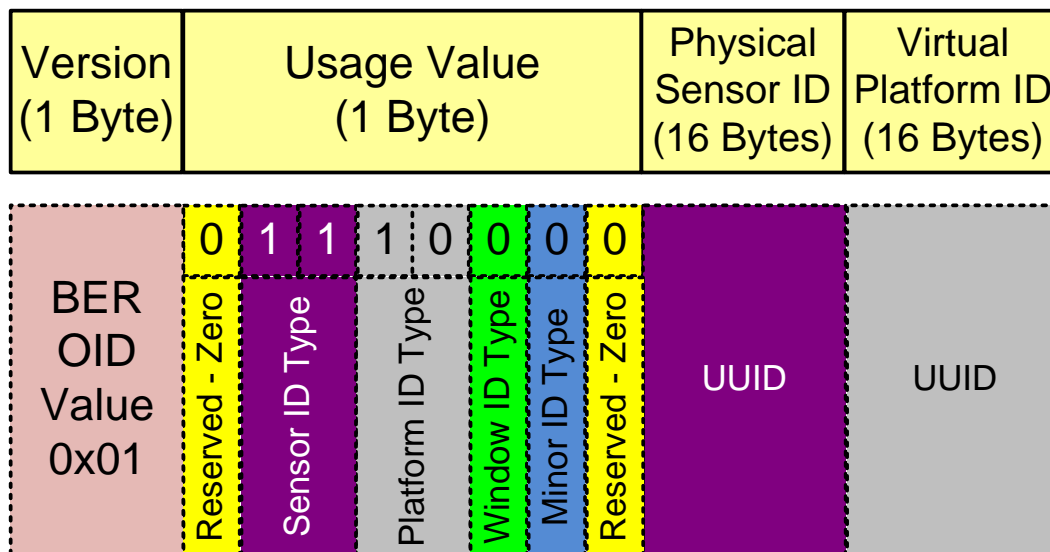 Version
(1 Byte)
Usage Value
(1 Byte)
Physical
Sensor ID
(16 Bytes)
Virtual
Platform ID
(16 Bytes)
BER
OID
Value
0x01
0 1 1 1 0 0 0 0
Reserved - Zero
Sensor ID Type
Platform ID Type
Window ID Type
Minor ID Type
Reserved - Zero
UUID
UUID